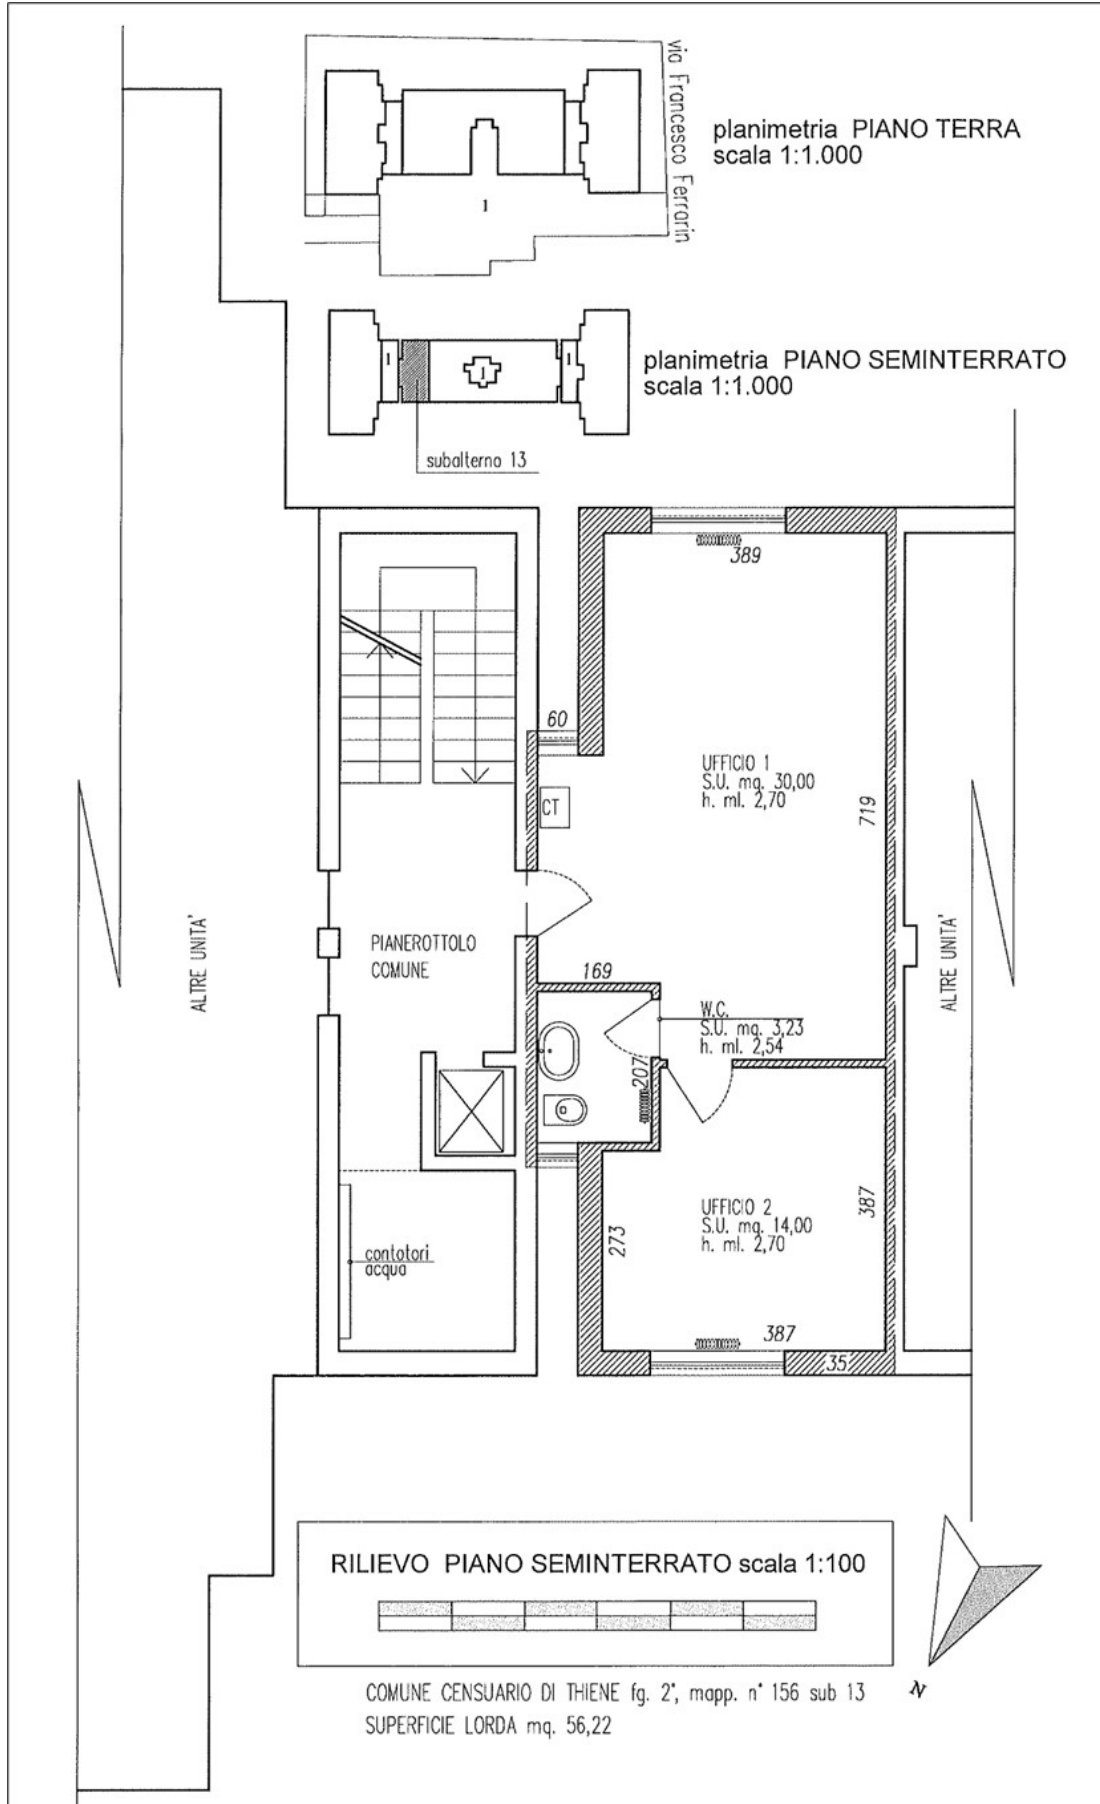 via Francesco Ferrarin
planimetria PIANO TERRA
scala 1:1.000
1
planimetria PIANO SEMINTERRATO
scala 1:1.000
1
1
1
subalterno 13
389
60
UFFICIO 1
S.U. mq. 30,00
h. ml. 2,70
CT
719
ALTRE UNITA'
PIANEROTTOLO
COMUNE
ALTRE UNITA'
169
W.C.
S.U. mq. 3,23
h. ml. 2,54
207
UFFICIO 2
S.U. mq. 14,00
h. ml. 2,70
387
273
contatori
acqua
387
35
RILIEVO PIANO SEMINTERRATO scala 1:100
N
COMUNE CENSUARIO DI THIENE fg. 2°, mapp. n° 156 sub 13
SUPERFICIE LORDA mq. 56,22